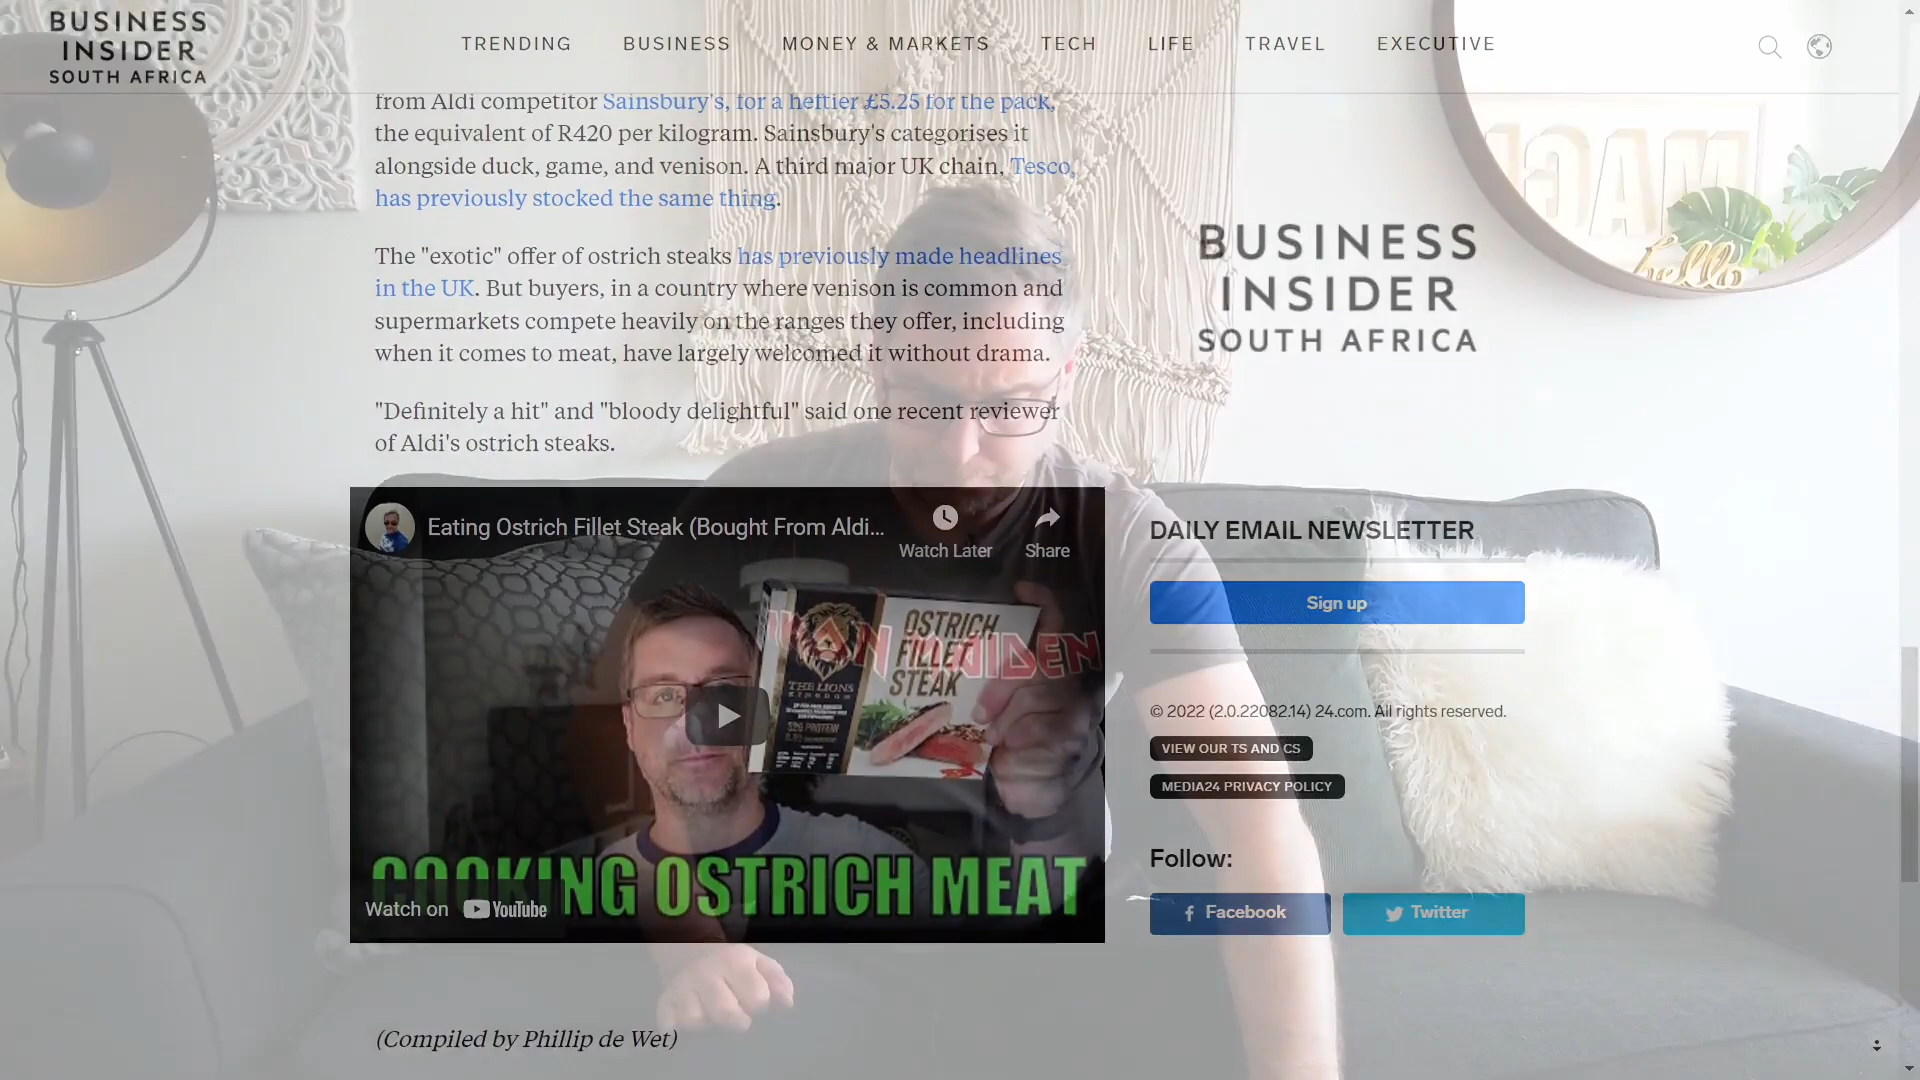 BUSINESS
INSIDER
SOUTH AFRICA
TRENDING BUSINESS MONEY & MARKETS TECH LIFE TRAVEL EXECUTIVE
from Aldi competitor Sainsbury's, for a heftier £5.25 for the pack,
the equivalent of R420 per kilogram. Sainsbury's categorises it
alongside duck, game, and venison. A third major UK chain, Tesco,
has previously stocked the same thing.
The "exotic" offer of ostrich steaks has previously made headlines
in the UK. But buyers, in a country where venison is common and
supermarkets compete heavily on the ranges they offer, including
when it comes to meat, have largely welcomed it without drama.
"Definitely a hit" and "bloody delightful" said one recent reviewer
of Aldi's ostrich steaks.
Eating Ostrich Fillet Steak (Bought From Aldi...
Watch Later
Share
OSTRICH
FILLET
STEAK
THE LIONS
KINGDOM
IRON MAIDEN
COOKING OSTRICH MEAT
Watch on YouTube
(Compiled by Phillip de Wet)
BUSINESS
INSIDER
SOUTH AFRICA
DAILY EMAIL NEWSLETTER
Sign up
© 2022 (2.0.22082.14) 24.com. All rights reserved.
VIEW OUR TS AND CS
MEDIA24 PRIVACY POLICY
Follow:
Facebook
Twitter
hello